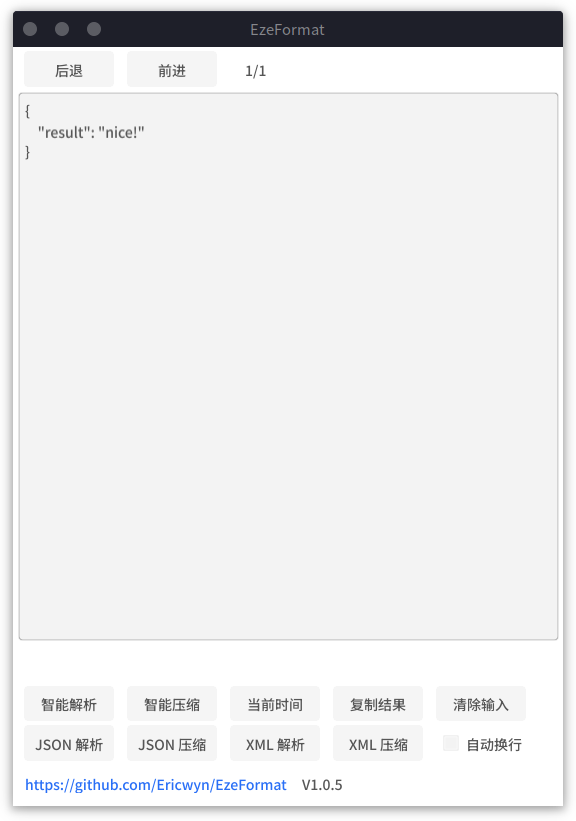 EzeFormat
后退 前进 1/1
{
"result": "nice!"
}
智能解析 智能压缩 当前时间 复制结果 清除输入
JSON 解析 JSON 压缩 XML 解析 XML 压缩 自动换行
https://github.com/Ericwyn/EzeFormat V1.0.5